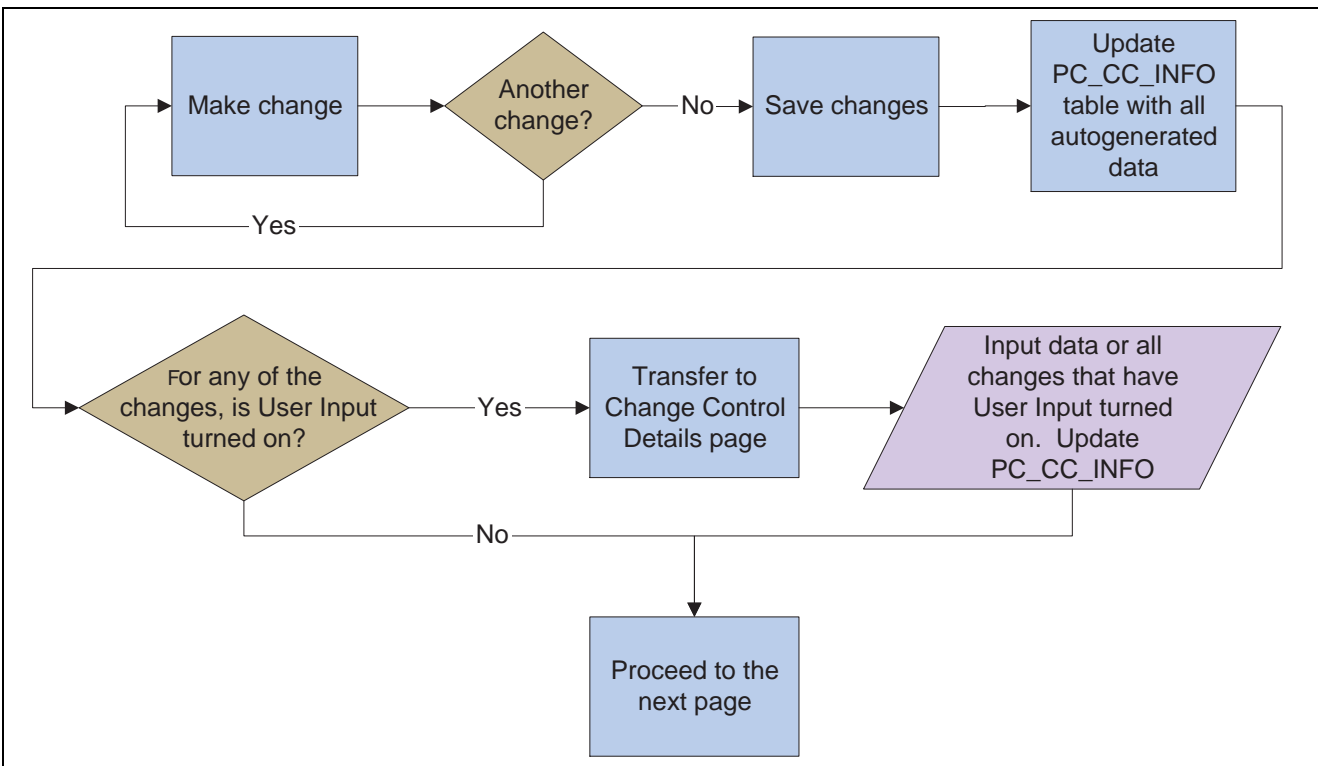 Make change
Another
change?
No
Save changes
Update
PC_CC_INFO
table with all
autogenerated
data
Yes
For any of the
changes, is User Input
turned on?
Yes
Transfer to
Change Control
Details page
Input data or all
changes that have
User Input turned
on.  Update
PC_CC_INFO
No
Proceed to the
next page